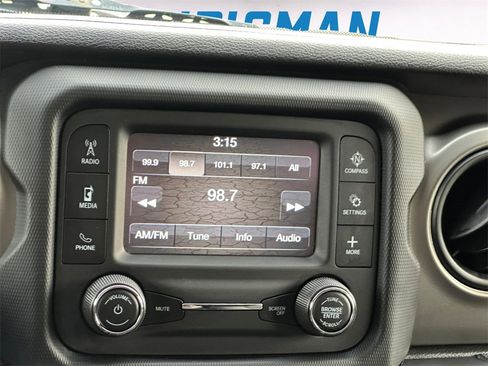 3:15
RADIO
MEDIA
PHONE
99.9 98.7 101.1 97.1 All
FM
98.7
AM/FM Tune Info Audio
N
COMPASS
SETTINGS
MORE
VOLUME
MUTE
SCREEN
OFF
TUNE
BROWSE
ENTER
SCROLL